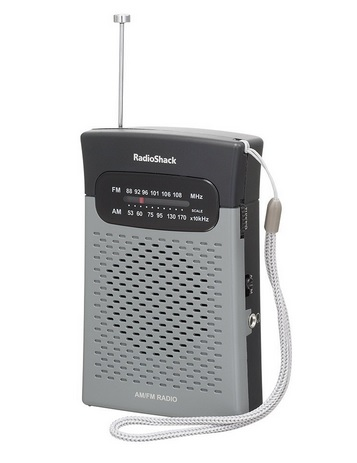 RadioShack
FM 88 92 96 101 106 108 MHz
SCALE
AM 53 60 75 95 130 170 x10kHz
AM/FM RADIO